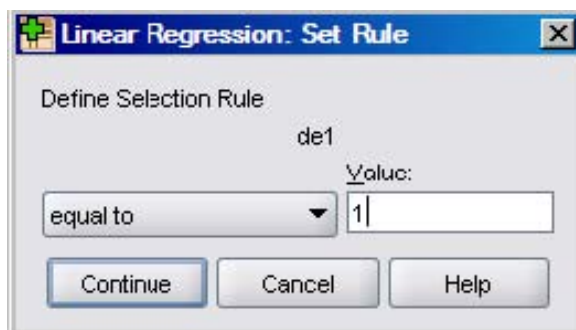 Linear Regression: Set Rule
Define Selection Rule
de1
Value:
equal to
1
Continue
Cancel
Help